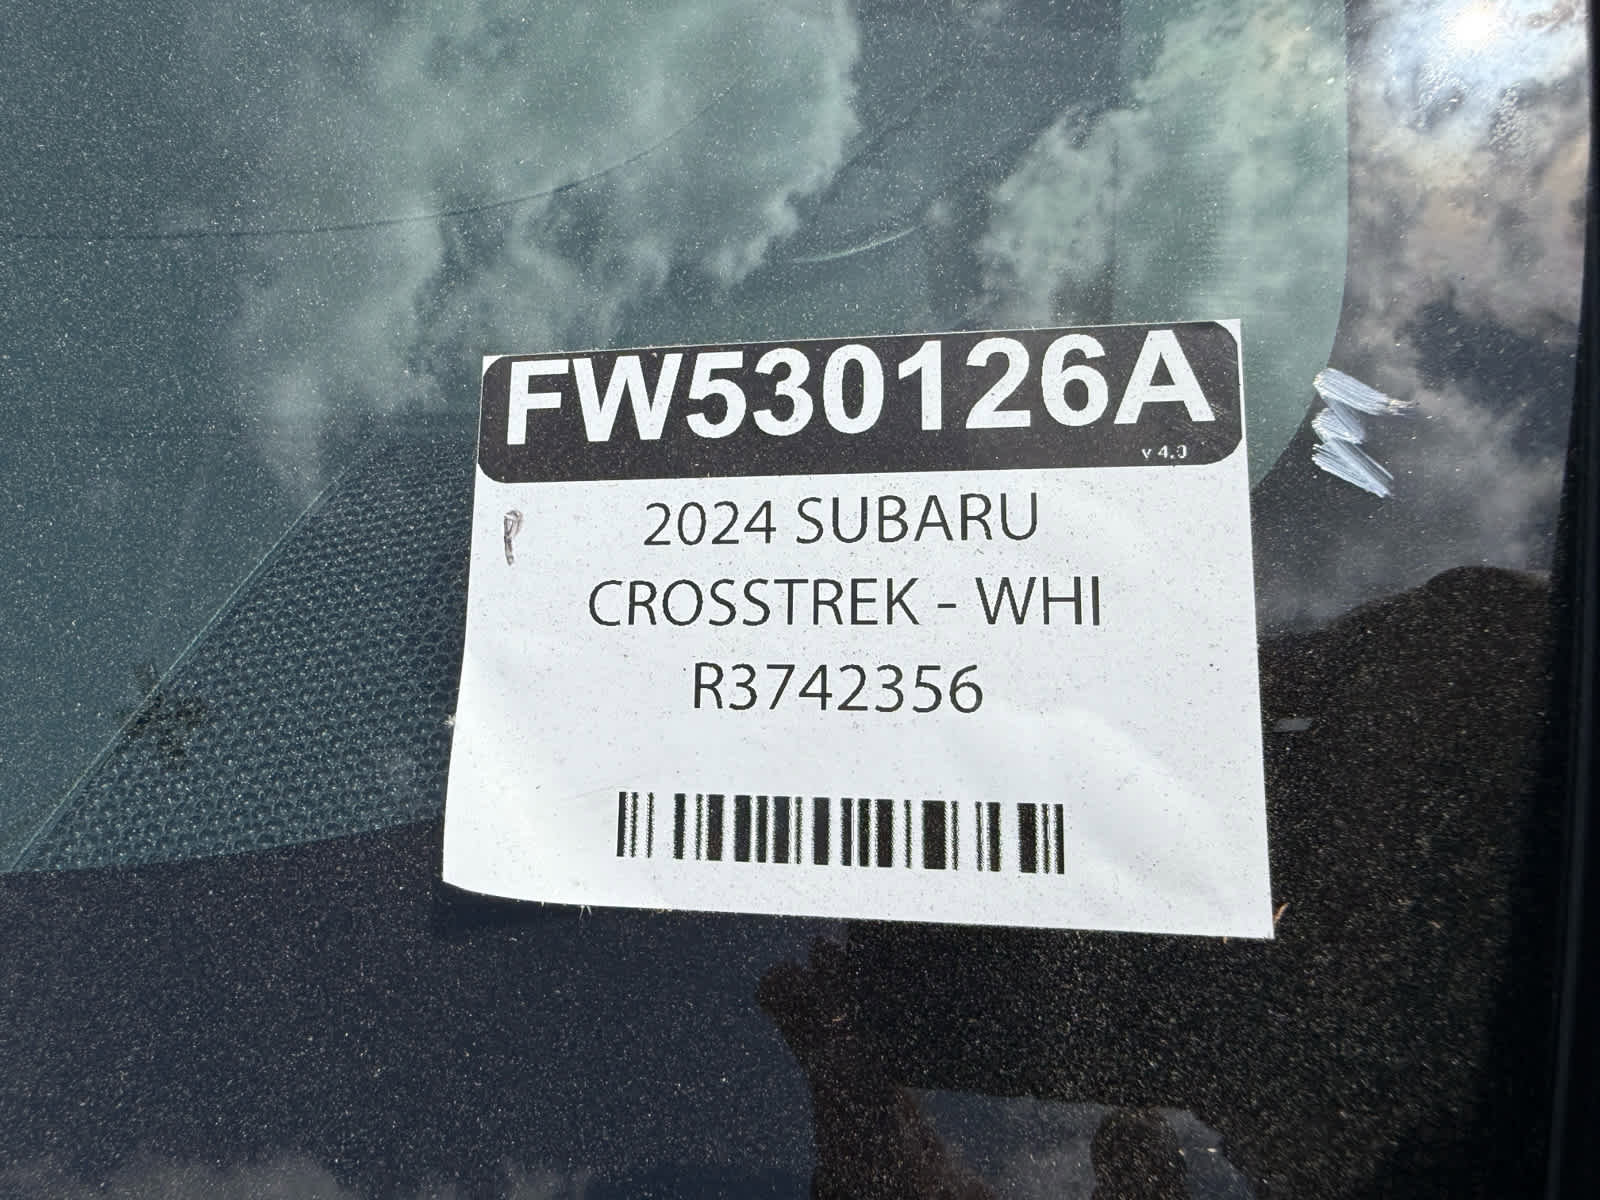 FW530126A
v 4.0
P
2024 SUBARU
CROSSTREK - WHI
R3742356